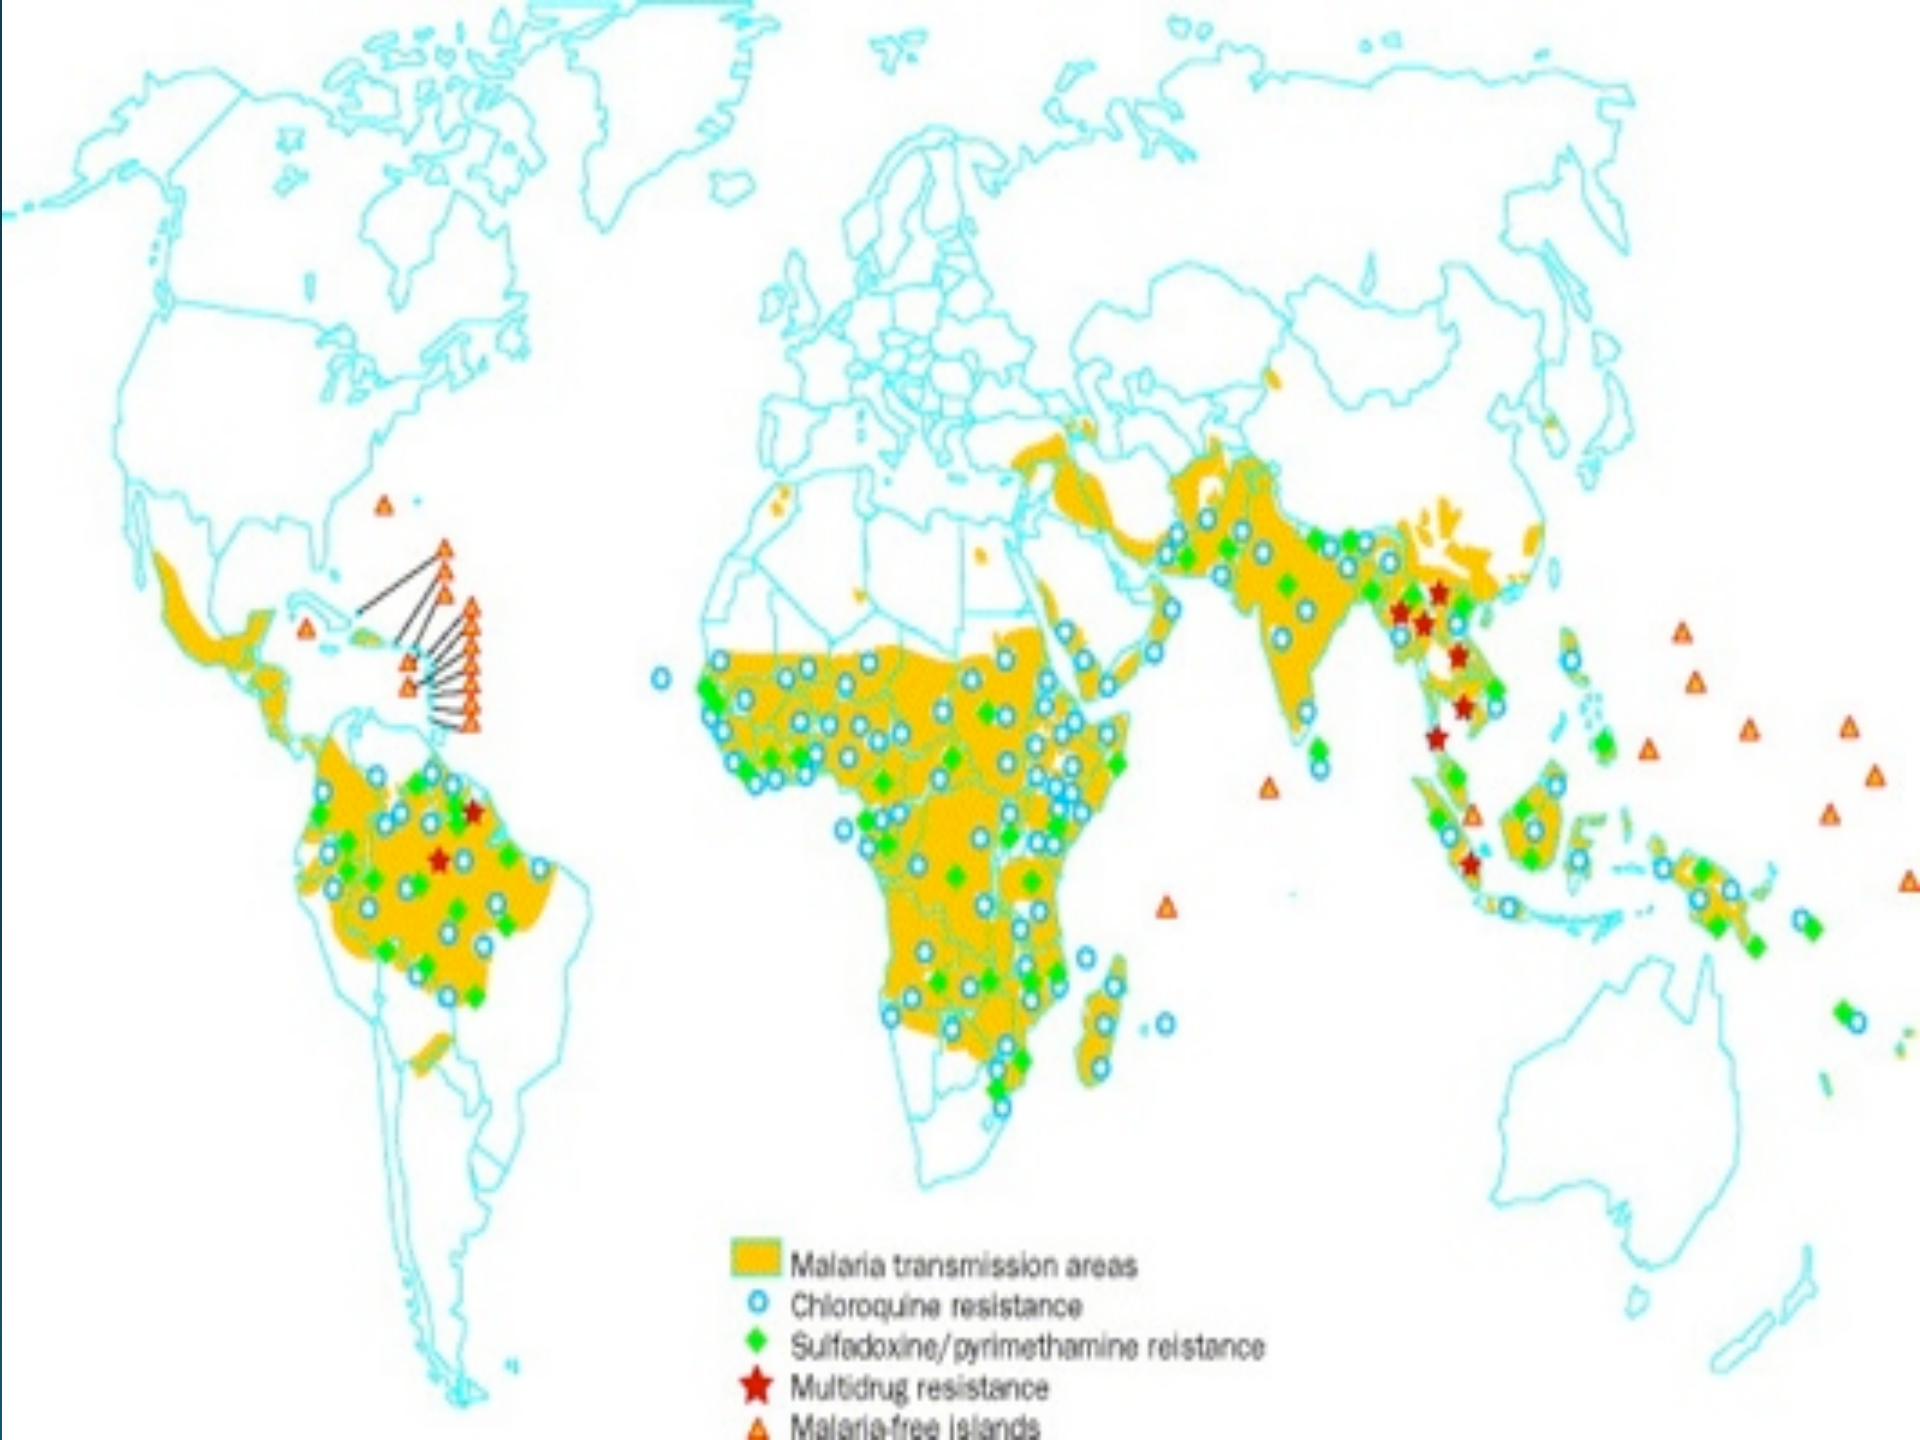 Malaria transmission areas
Chloroquine resistance
Sulfadoxine/pyrimethamine reistance
Multidrug resistance
Malaria-free islands